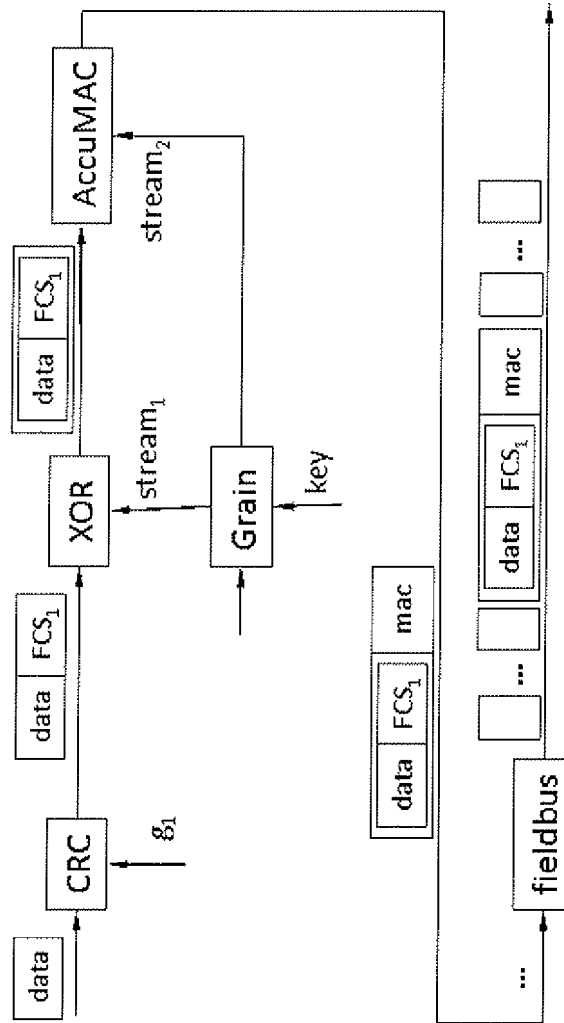 data
CRC
g₁
data FCS₁
XOR
stream₁
Grain
key
data FCS₁
AccuMAC
stream₂
data FCS₁ mac
...
fieldbus
...
data FCS₁ mac
...